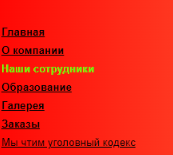 Главная
О компании
Наши сотрудники
Образование
Галерея
Заказы
Мы чтим уголовный кодекс